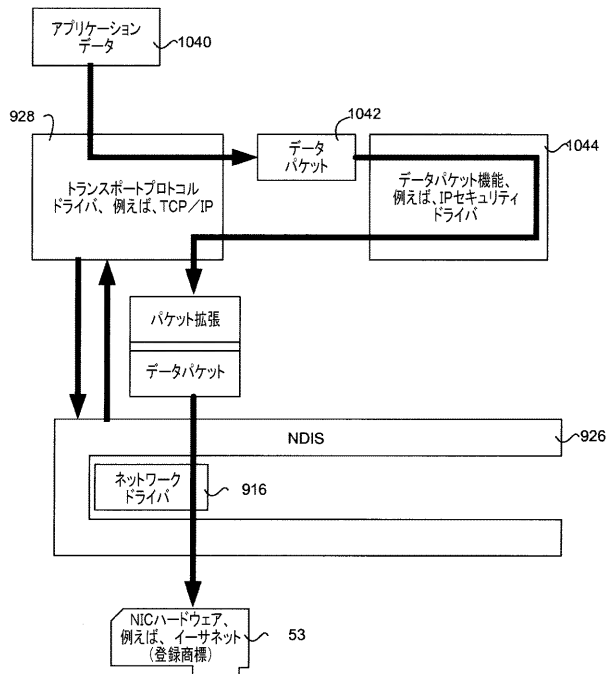 アプリケーション
データ
1040
928
1042
データ
パケット
1044
トランスポートプロトコル
ドライバ、例えば、TCP／IP
データパケット機能、
例えば、IPセキュリティ
ドライバ
パケット拡張
データパケット
NDIS
926
ネットワーク
ドライバ
916
NICハードウェア、
例えば、イーサネット
(登録商標)
53